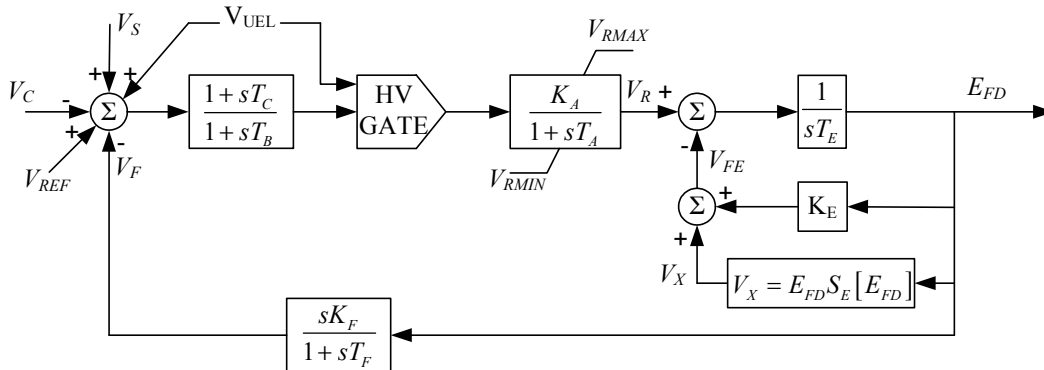 V_S
V_UEL
V_RMAX
V_C
+
+
-
+
-
Σ
1 + sT_C
1 + sT_B
HV
GATE
K_A
1 + sT_A
V_R
+
-
Σ
1
sT_E
E_FD
V_REF
V_F
V_RMIN
V_FE
Σ
+
+
K_E
V_X
V_X = E_FD S_E [E_FD]
sK_F
1 + sT_F